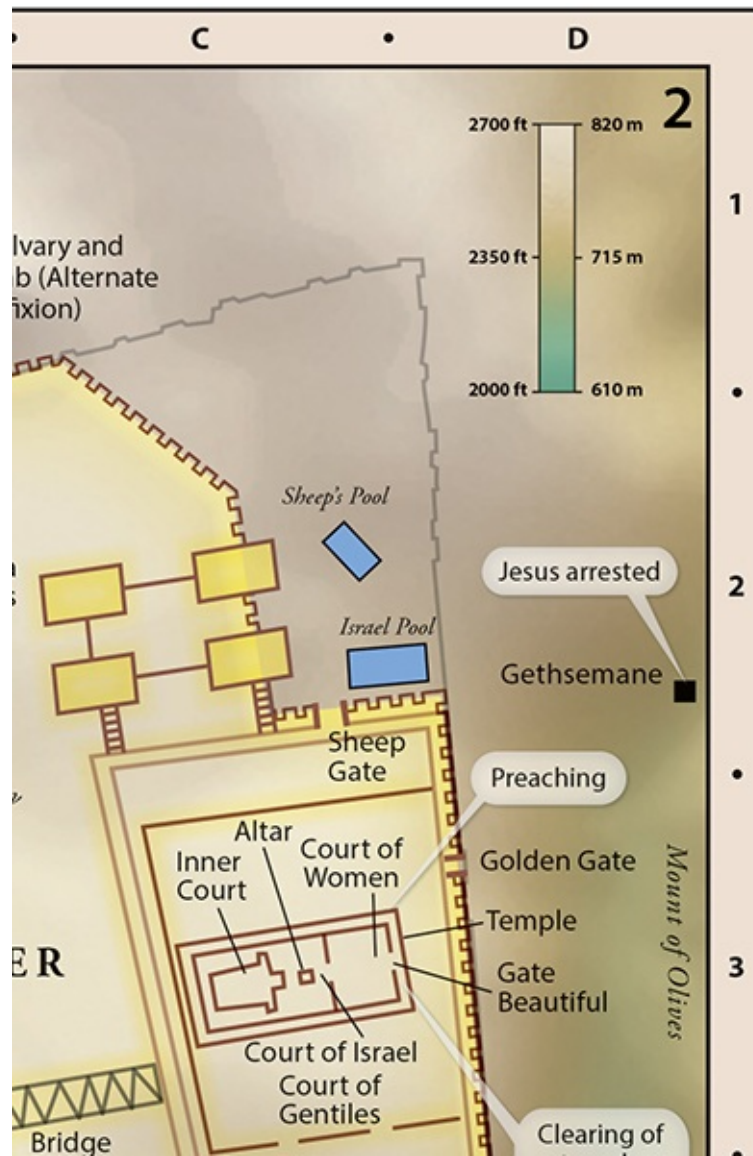 C
D
2
2700 ft
820 m
1
lvary and
b (Alternate
fixion)
2350 ft
715 m
2000 ft
610 m
Sheep's Pool
Jesus arrested
2
Israel Pool
Gethsemane
Sheep
Gate
Preaching
Altar
Court of
Women
Inner
Court
Golden Gate
Mount of Olives
Temple
ER
Gate
Beautiful
3
Court of Israel
Court of
Gentiles
Clearing of
Bridge